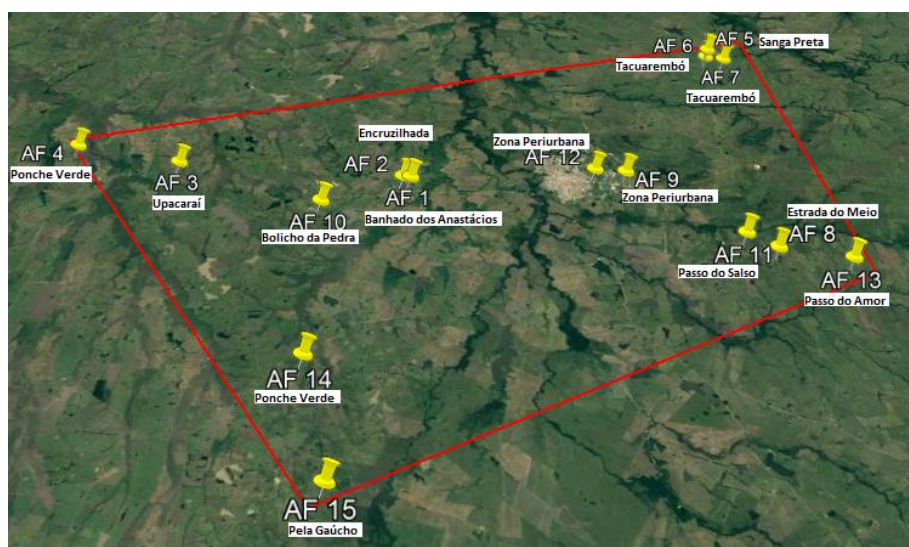 AF 6
AF 5
Sanga Preta
Tacuarembó
AF 7
Tacuarembó
Encruzilhada
Zona Periurbana
AF 4
AF 3
AF 2
AF 1
AF 12
AF 9
Ponche Verde
Upacaraí
Banhado dos Anastácios
Zona Periurbana
AF 10
Bolicho da Pedra
Estrada do Meio
AF 11
AF 8
Passo do Salso
AF 13
Passo do Amor
AF 14
Ponche Verde
AF 15
Pela Gaúcho